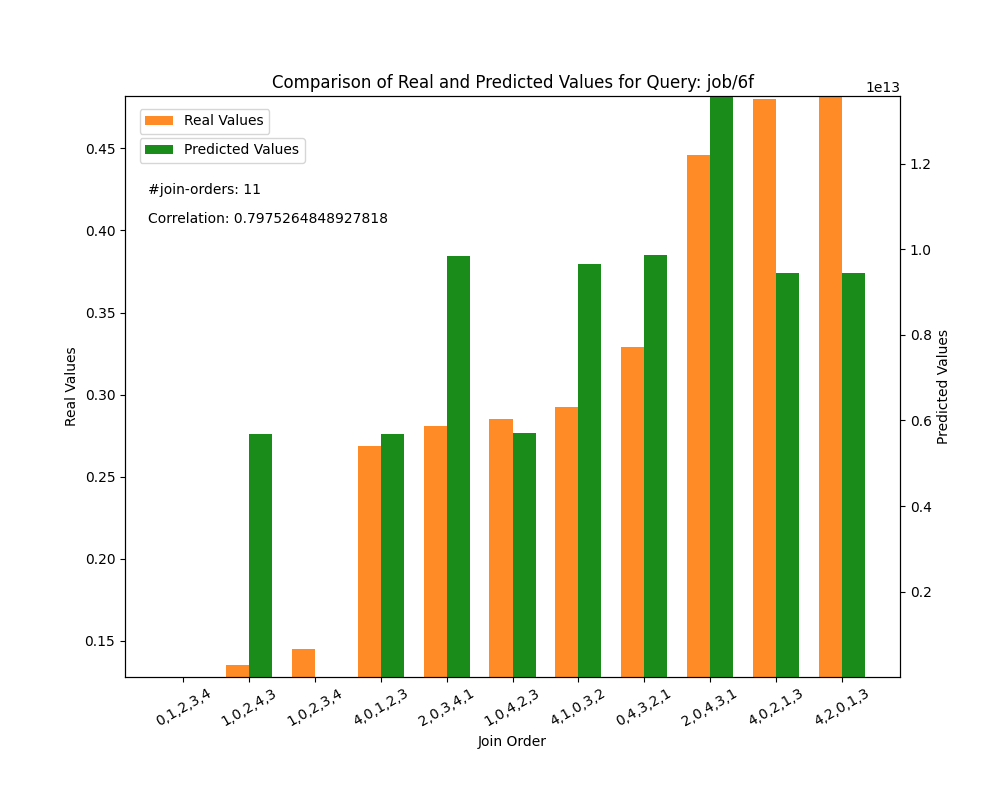 Comparison of Real and Predicted Values for Query: job/6f
1e13
Real Values
Predicted Values
#join-orders: 11
Correlation: 0.7975264848927818
0.45
0.40
0.35
0.30
0.25
0.20
0.15
Real Values
1.2
1.0
0.8
0.6
0.4
0.2
Predicted Values
0,1,2,3,4
1,0,2,4,3
1,0,2,3,4
4,0,1,2,3
2,0,3,4,1
1,0,4,2,3
4,1,0,3,2
0,4,3,2,1
2,0,4,3,1
4,0,2,1,3
4,2,0,1,3
Join Order